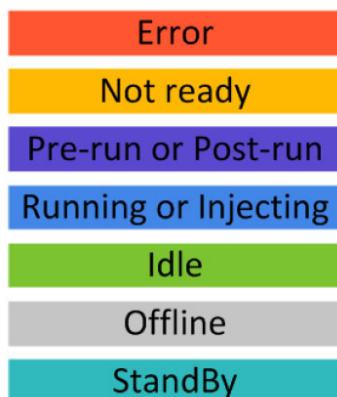 Error
Not ready
Pre-run or Post-run
Running or Injecting
Idle
Offline
StandBy